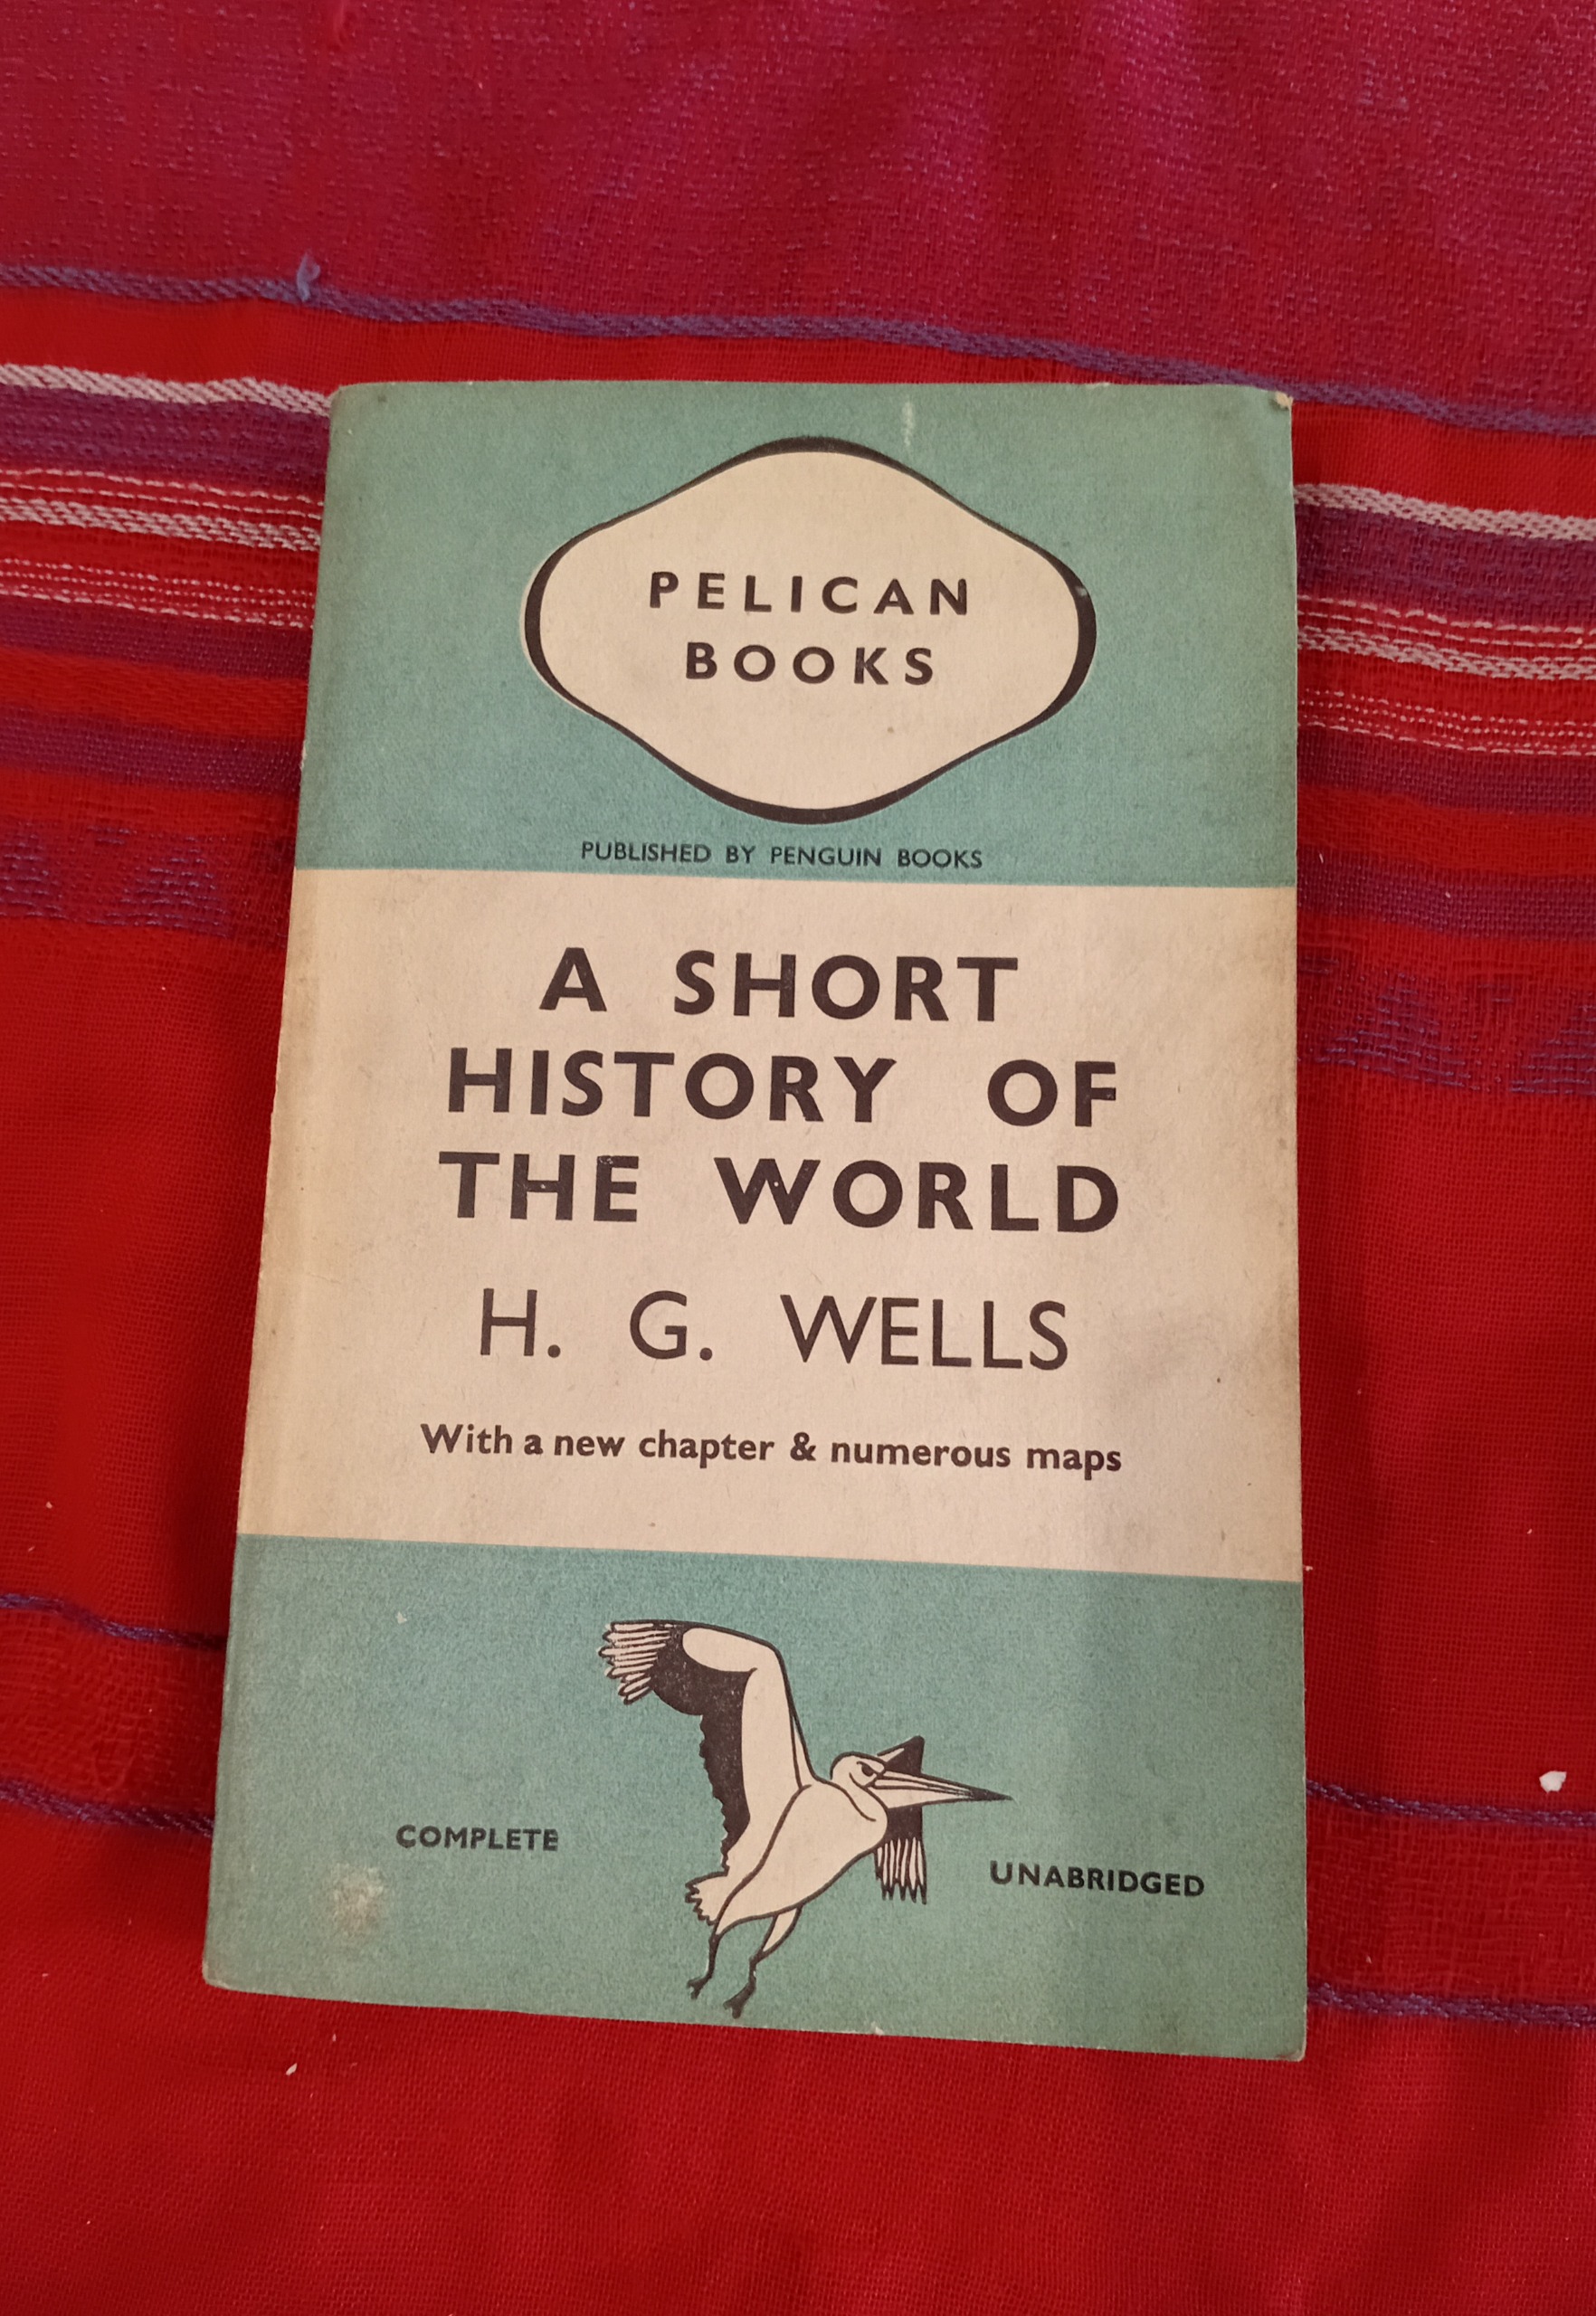 PELICAN
BOOKS
PUBLISHED BY PENGUIN BOOKS
A SHORT
HISTORY OF
THE WORLD
H. G. WELLS
With a new chapter & numerous maps
COMPLETE
UNABRIDGED